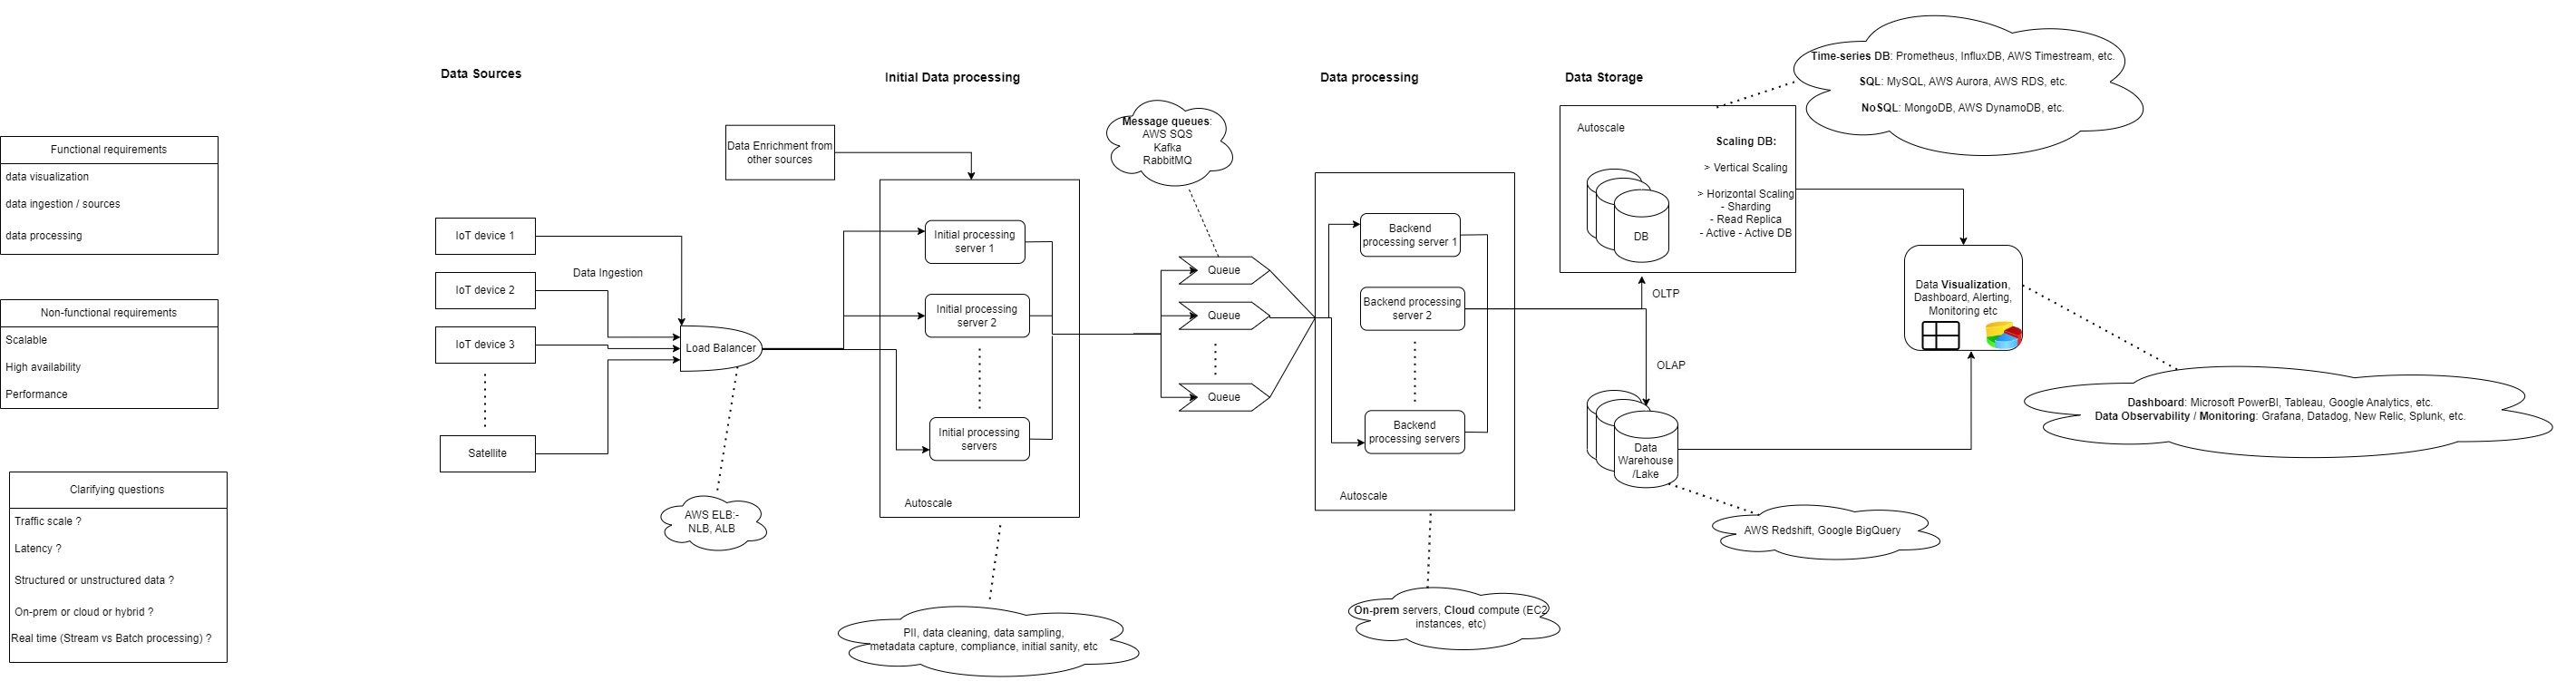 Data Sources
Initial Data processing
Data processing
Data Storage
Functional requirements
data visualization
data ingestion / sources
data processing
Non-functional requirements
Scalable
High availability
Performance
Clarifying questions
Traffic scale ?
Latency ?
Structured or unstructured data ?
On-prem or cloud or hybrid ?
Real time (Stream vs Batch processing) ?
IoT device 1
IoT device 2
IoT device 3
Satellite
Data Ingestion
Load Balancer
AWS ELB:-
NLB, ALB
Data Enrichment from
other sources
Initial processing
server 1
Initial processing
server 2
Initial processing
servers
Autoscale
PII, data cleaning, data sampling,
metadata capture, compliance, initial sanity, etc
Message queues:
AWS SQS
Kafka
RabbitMQ
Queue
Queue
Queue
Backend
processing server 1
Backend processing
server 2
Backend
processing servers
Autoscale
On-prem servers, Cloud compute (EC2
instances, etc)
Autoscale
DB
Scaling DB:
> Vertical Scaling
> Horizontal Scaling
- Sharding
- Read Replica
- Active - Active DB
OLTP
OLAP
Data
Warehouse
/Lake
Time-series DB: Prometheus, InfluxDB, AWS Timestream, etc.
SQL: MySQL, AWS Aurora, AWS RDS, etc.
NoSQL: MongoDB, AWS DynamoDB, etc.
AWS Redshift, Google BigQuery
Data Visualization,
Dashboard, Alerting,
Monitoring etc
Dashboard: Microsoft PowerBI, Tableau, Google Analytics, etc.
Data Observability / Monitoring: Grafana, Datadog, New Relic, Splunk, etc.